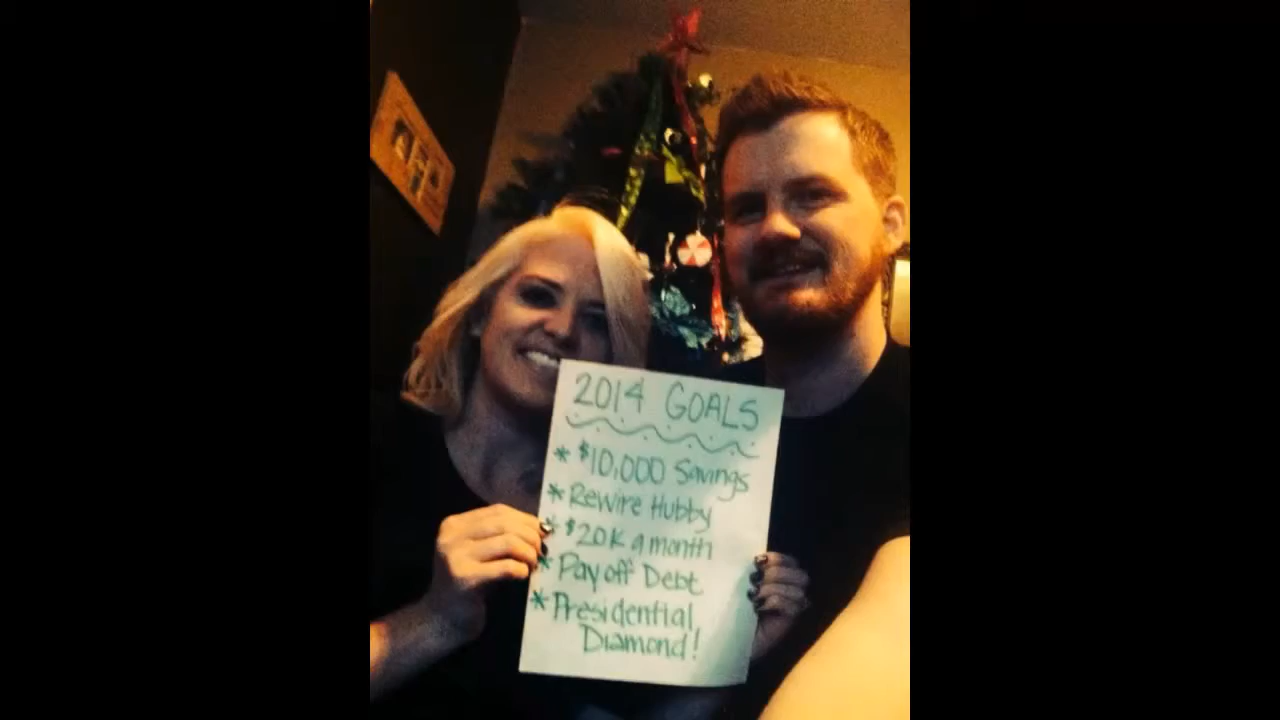 2014 GOALS
* $10,000 Savings
* Rewire Hubby
* $20K a month
* Pay off Debt
* Presidential
Diamond!